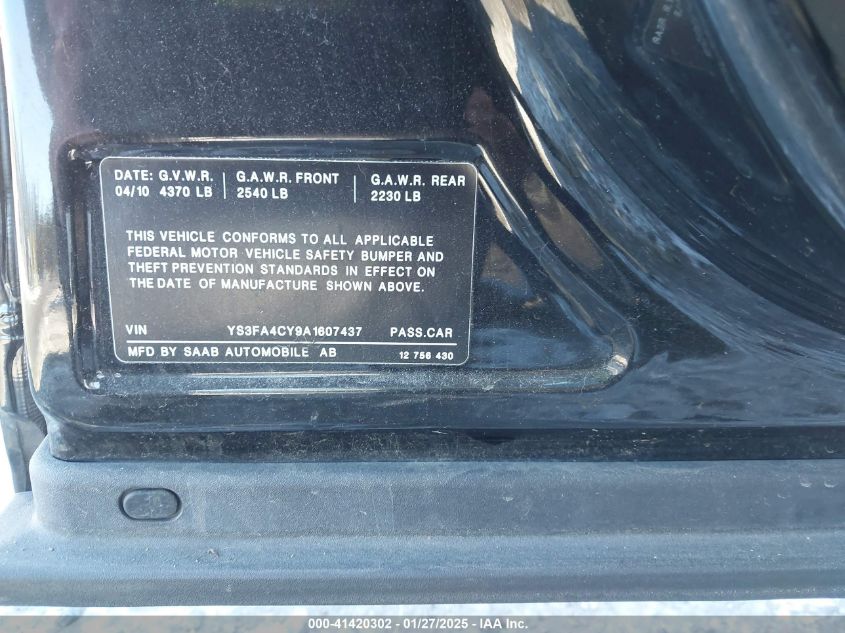 DATE: G.V.W.R. G.A.W.R. FRONT G.A.W.R. REAR
04/10 4370 LB 2540 LB 2230 LB
THIS VEHICLE CONFORMS TO ALL APPLICABLE
FEDERAL MOTOR VEHICLE SAFETY BUMPER AND
THEFT PREVENTION STANDARDS IN EFFECT ON
THE DATE OF MANUFACTURE SHOWN ABOVE.
VIN YS3FA4CY9A1607437 PASS.CAR
MFD BY SAAB AUTOMOBILE AB 12 756 430
000-41420302 - 01/27/2025 - IAA Inc.